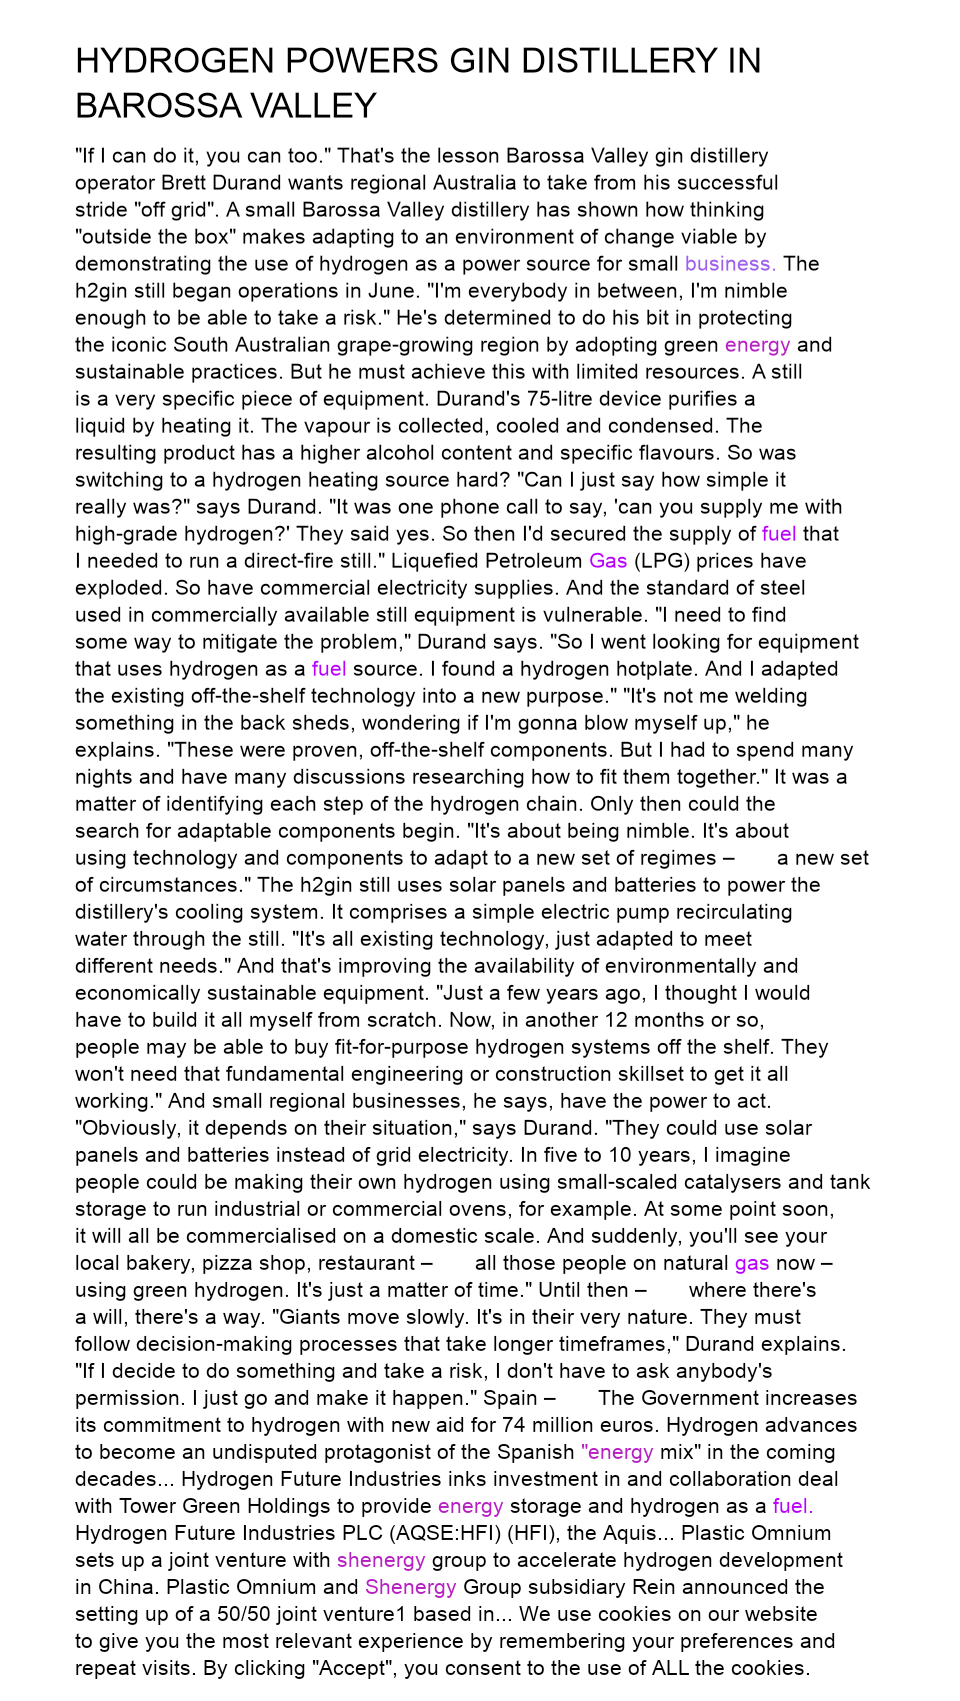 HYDROGEN POWERS GIN DISTILLERY IN
BAROSSA VALLEY
"If I can do it, you can too." That's the lesson Barossa Valley gin distillery
operator Brett Durand wants regional Australia to take from his successful
stride "off grid". A small Barossa Valley distillery has shown how thinking
"outside the box" makes adapting to an environment of change viable by
demonstrating the use of hydrogen as a power source for small business. The
h2gin still began operations in June. "I'm everybody in between, I'm nimble
enough to be able to take a risk." He's determined to do his bit in protecting
the iconic South Australian grape-growing region by adopting green energy and
sustainable practices. But he must achieve this with limited resources. A still
is a very specific piece of equipment. Durand's 75-litre device purifies a
liquid by heating it. The vapour is collected, cooled and condensed. The
resulting product has a higher alcohol content and specific flavours. So was
switching to a hydrogen heating source hard? "Can I just say how simple it
really was?" says Durand. "It was one phone call to say, 'can you supply me with
high-grade hydrogen?' They said yes. So then I'd secured the supply of fuel that
I needed to run a direct-fire still." Liquefied Petroleum Gas (LPG) prices have
exploded. So have commercial electricity supplies. And the standard of steel
used in commercially available still equipment is vulnerable. "I need to find
some way to mitigate the problem," Durand says. "So I went looking for equipment
that uses hydrogen as a fuel source. I found a hydrogen hotplate. And I adapted
the existing off-the-shelf technology into a new purpose." "It's not me welding
something in the back sheds, wondering if I'm gonna blow myself up," he
explains. "These were proven, off-the-shelf components. But I had to spend many
nights and have many discussions researching how to fit them together." It was a
matter of identifying each step of the hydrogen chain. Only then could the
search for adaptable components begin. "It's about being nimble. It's about
using technology and components to adapt to a new set of regimes – a new set
of circumstances." The h2gin still uses solar panels and batteries to power the
distillery's cooling system. It comprises a simple electric pump recirculating
water through the still. "It's all existing technology, just adapted to meet
different needs." And that's improving the availability of environmentally and
economically sustainable equipment. "Just a few years ago, I thought I would
have to build it all myself from scratch. Now, in another 12 months or so,
people may be able to buy fit-for-purpose hydrogen systems off the shelf. They
won't need that fundamental engineering or construction skillset to get it all
working." And small regional businesses, he says, have the power to act.
"Obviously, it depends on their situation," says Durand. "They could use solar
panels and batteries instead of grid electricity. In five to 10 years, I imagine
people could be making their own hydrogen using small-scaled catalysers and tank
storage to run industrial or commercial ovens, for example. At some point soon,
it will all be commercialised on a domestic scale. And suddenly, you'll see your
local bakery, pizza shop, restaurant – all those people on natural gas now –
using green hydrogen. It's just a matter of time." Until then – where there's
a will, there's a way. "Giants move slowly. It's in their very nature. They must
follow decision-making processes that take longer timeframes," Durand explains.
"If I decide to do something and take a risk, I don't have to ask anybody's
permission. I just go and make it happen." Spain – The Government increases
its commitment to hydrogen with new aid for 74 million euros. Hydrogen advances
to become an undisputed protagonist of the Spanish "energy mix" in the coming
decades... Hydrogen Future Industries inks investment in and collaboration deal
with Tower Green Holdings to provide energy storage and hydrogen as a fuel.
Hydrogen Future Industries PLC (AQSE:HFI) (HFI), the Aquis... Plastic Omnium
sets up a joint venture with shenergy group to accelerate hydrogen development
in China. Plastic Omnium and Shenergy Group subsidiary Rein announced the
setting up of a 50/50 joint venture1 based in... We use cookies on our website
to give you the most relevant experience by remembering your preferences and
repeat visits. By clicking "Accept", you consent to the use of ALL the cookies.